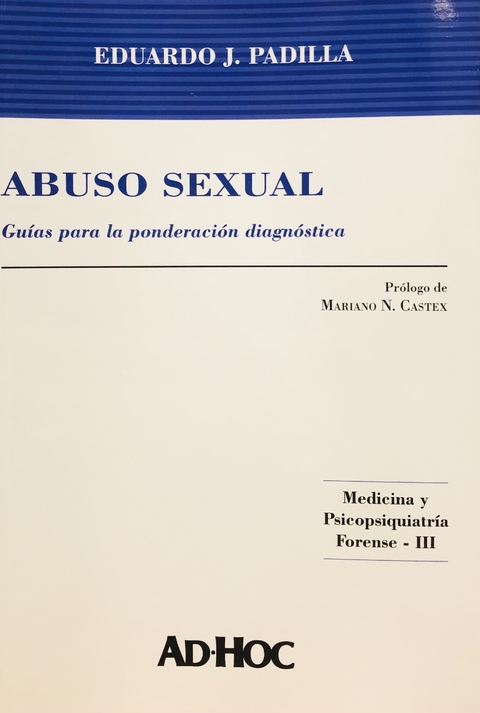 EDUARDO J. PADILLA
ABUSO SEXUAL
Guías para la ponderación diagnóstica
Prólogo de
MARIANO N. CASTEX
Medicina y
Psicopsiquiatría
Forense - III
AD·HOC